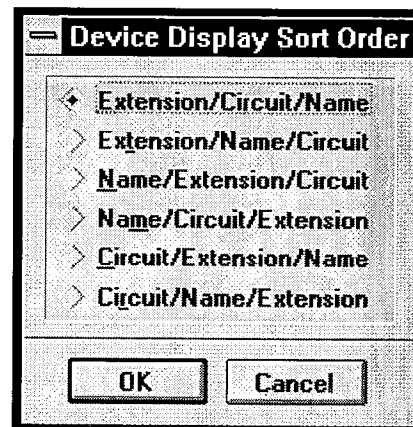 Device Display Sort Order
Extension/Circuit/Name
Extension/Name/Circuit
Name/Extension/Circuit
Name/Circuit/Extension
Circuit/Extension/Name
Circuit/Name/Extension
OK
Cancel